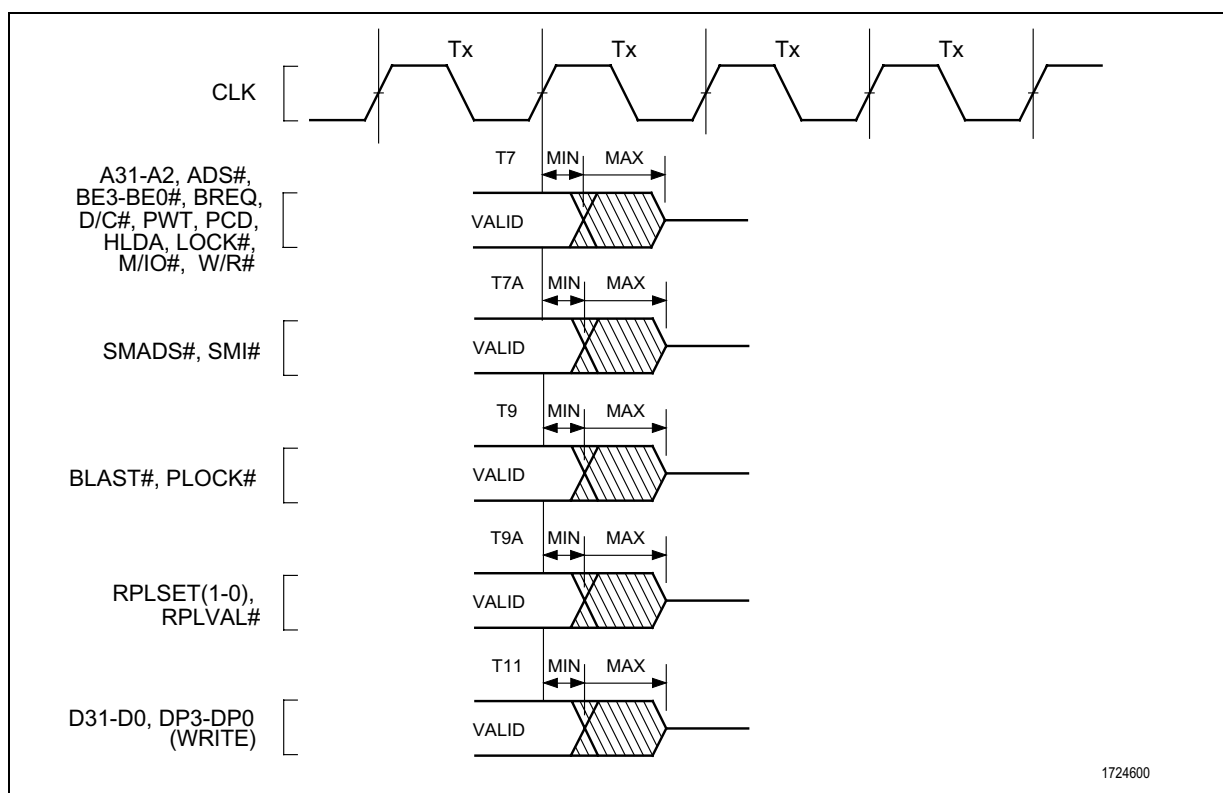 Tx Tx Tx Tx
CLK
T7 MIN MAX
A31-A2, ADS#,
BE3-BE0#, BREQ,
D/C#, PWT, PCD,
HLDA, LOCK#,
M/IO#, W/R#
VALID
T7A MIN MAX
SMADS#, SMI#
VALID
T9 MIN MAX
BLAST#, PLOCK#
VALID
T9A MIN MAX
RPLSET(1-0),
RPLVAL#
VALID
T11 MIN MAX
D31-D0, DP3-DP0
(WRITE)
VALID
1724600